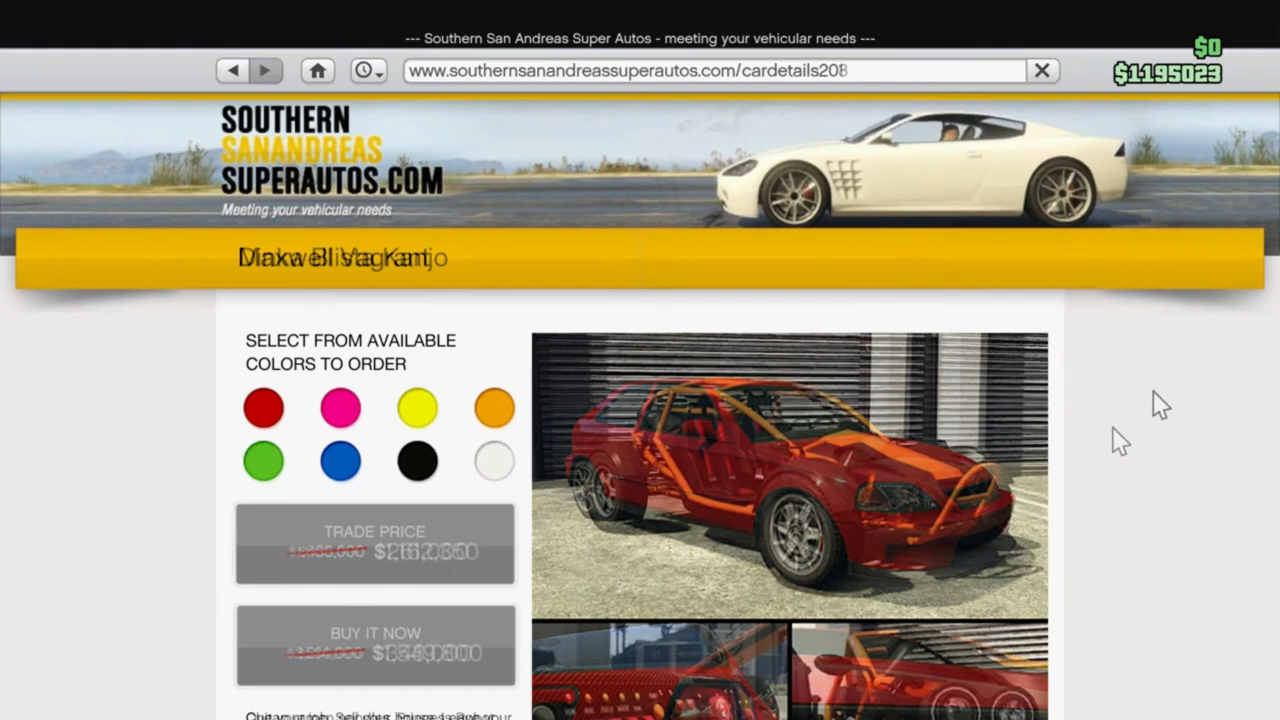 --- Southern San Andreas Super Autos - meeting your vehicular needs ---
$0
www.southernsanandreassuperautos.com/cardetails208
$1195023
SOUTHERN
SANANDREAS
SUPERAUTOS.COM
Meeting your vehicular needs
SELECT FROM AVAILABLE
COLORS TO ORDER
TRADE PRICE
BUY IT NOW